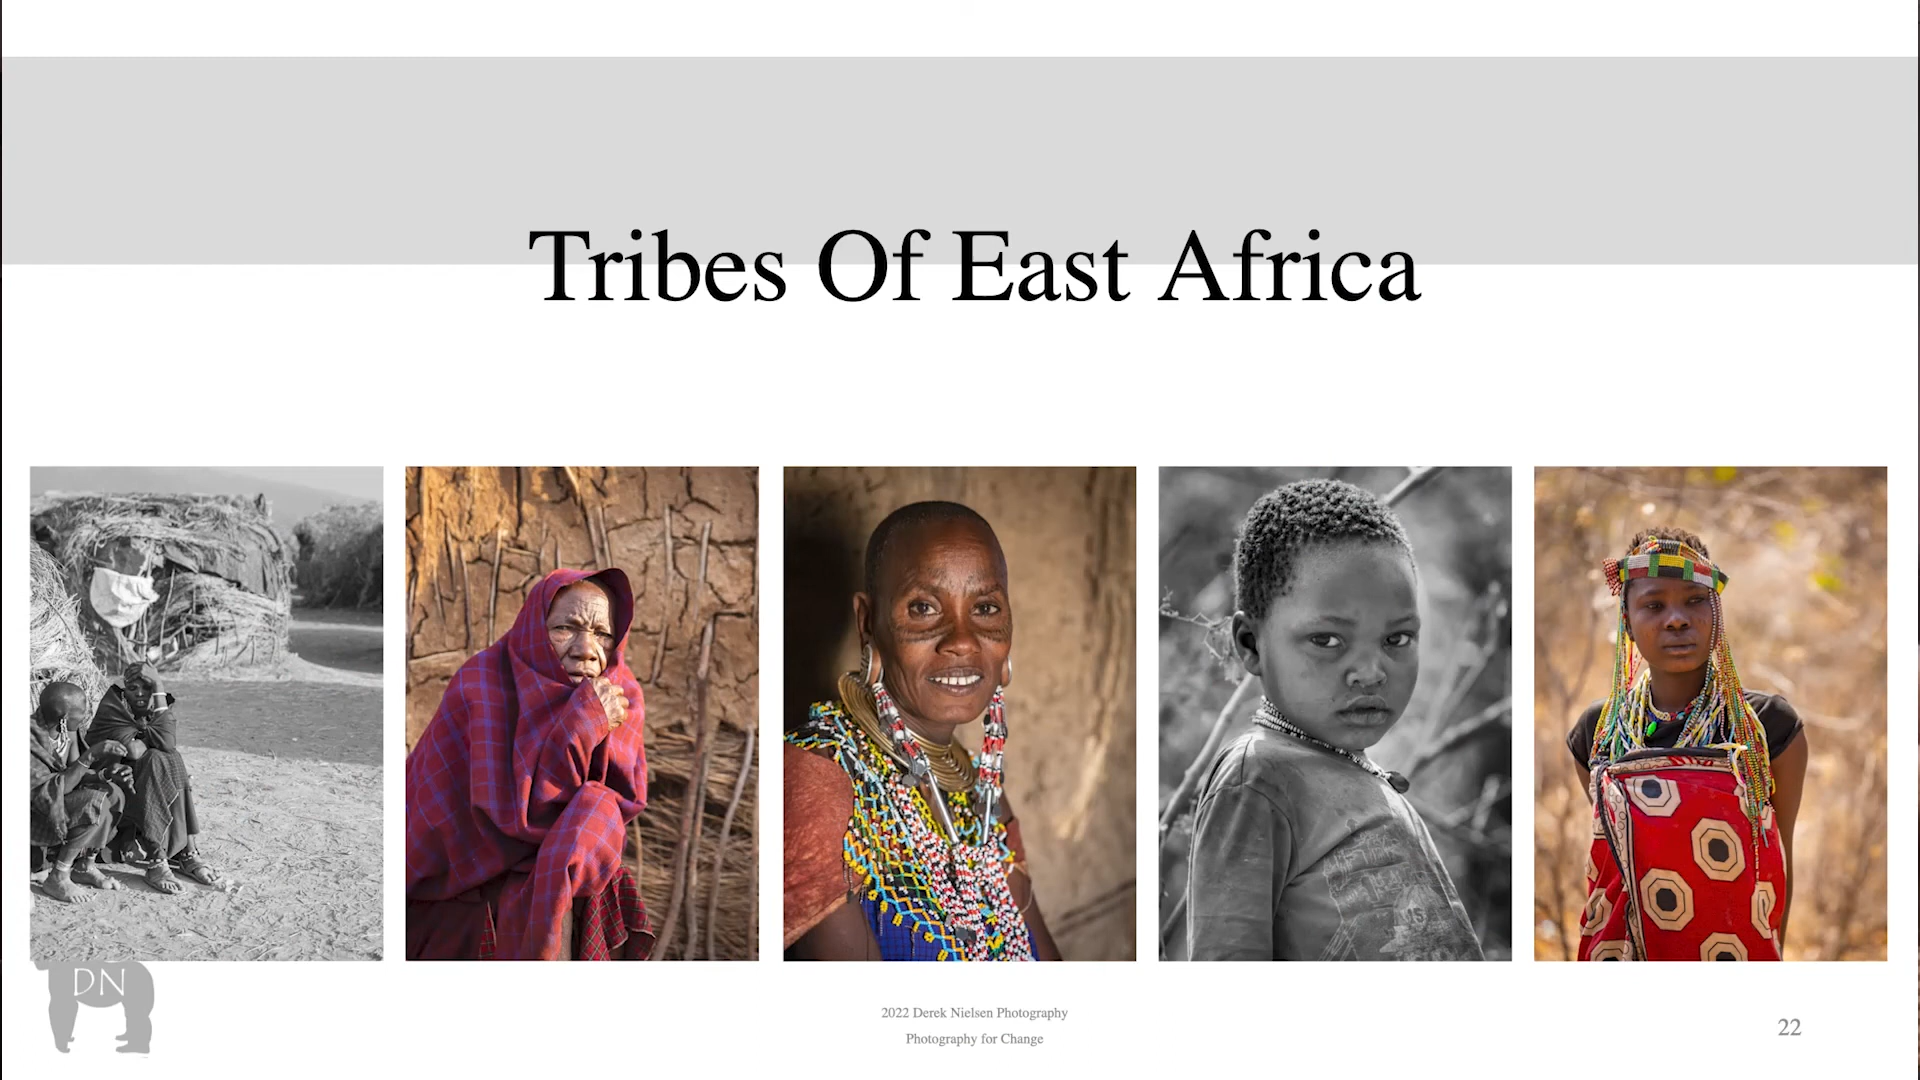 Tribes Of East Africa
DN
2022 Derek Nielsen Photography
Photography for Change
22